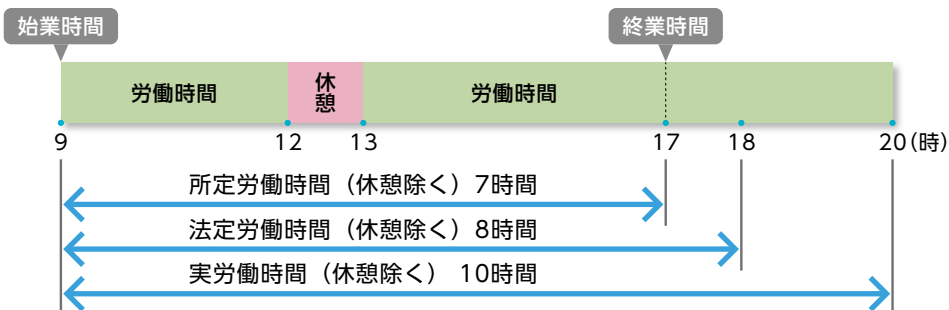 始業時間
終業時間
労働時間
休憩
労働時間
9
12
13
17
18
20(時)
所定労働時間（休憩除く）7時間
法定労働時間（休憩除く）8時間
実労働時間（休憩除く） 10時間